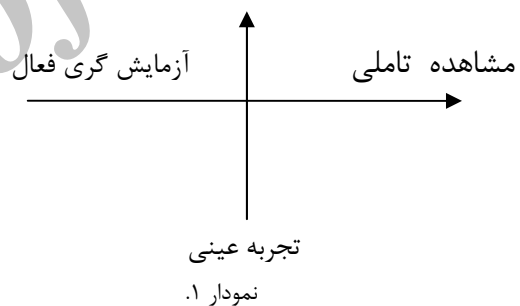 مشاهده تاملی
آزمایش گری فعال
تجربه عینی
نمودار ۱.